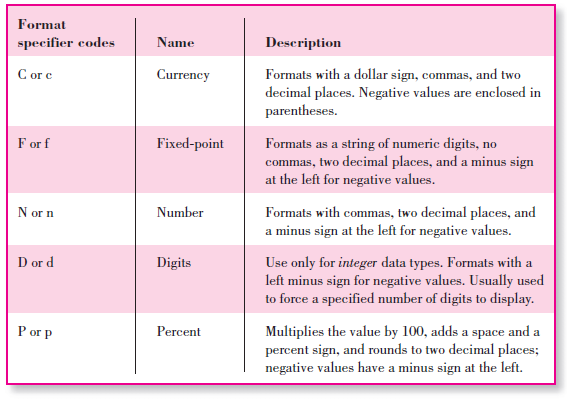 Format
specifier codes Name Description
C or c Currency Formats with a dollar sign, commas, and two
decimal places. Negative values are enclosed in
parentheses.
F or f Fixed-point Formats as a string of numeric digits, no
commas, two decimal places, and a minus sign
at the left for negative values.
N or n Number Formats with commas, two decimal places, and
a minus sign at the left for negative values.
D or d Digits Use only for integer data types. Formats with a
left minus sign for negative values. Usually used
to force a specified number of digits to display.
P or p Percent Multiplies the value by 100, adds a space and a
percent sign, and rounds to two decimal places;
negative values have a minus sign at the left.